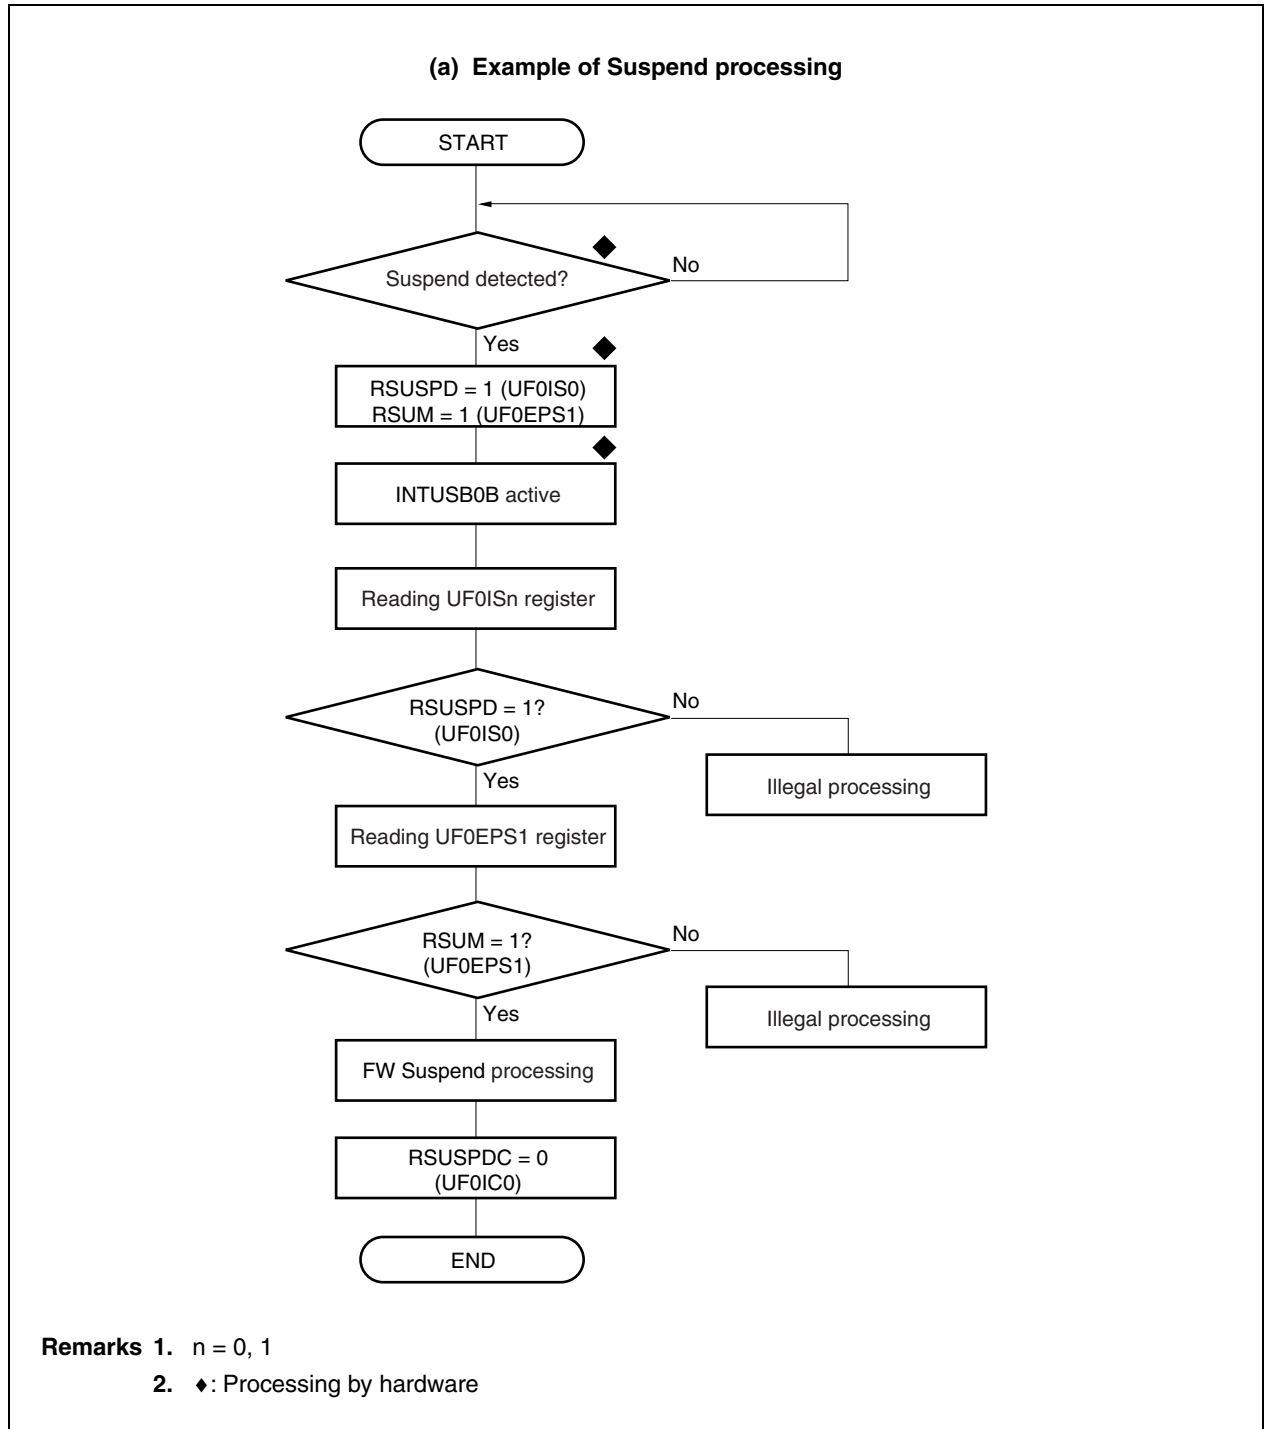 (a) Example of Suspend processing
START
Suspend detected?
No
Yes
RSUSPD = 1 (UF0IS0)
RSUM = 1 (UF0EPS1)
INTUSB0B active
Reading UF0ISn register
RSUSPD = 1?
(UF0IS0)
No
Illegal processing
Yes
Reading UF0EPS1 register
RSUM = 1?
(UF0EPS1)
No
Illegal processing
Yes
FW Suspend processing
RSUSPDC = 0
(UF0IC0)
END
Remarks 1. n = 0, 1
2. ♦: Processing by hardware